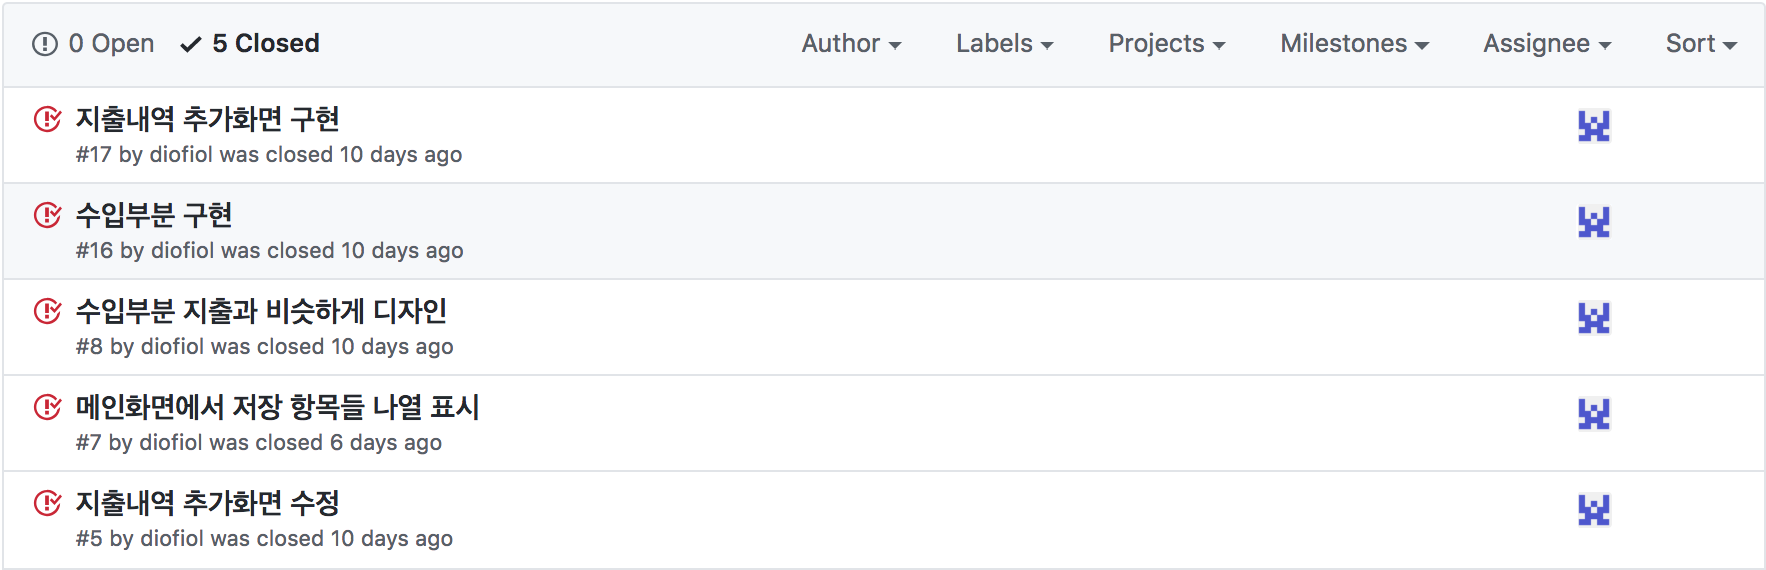 0 Open 5 Closed Author Labels Projects Milestones Assignee Sort
지출내역 추가화면 구현
#17 by diofiol was closed 10 days ago
수입부분 구현
#16 by diofiol was closed 10 days ago
수입부분 지출과 비슷하게 디자인
#8 by diofiol was closed 10 days ago
메인화면에서 저장 항목들 나열 표시
#7 by diofiol was closed 6 days ago
지출내역 추가화면 수정
#5 by diofiol was closed 10 days ago